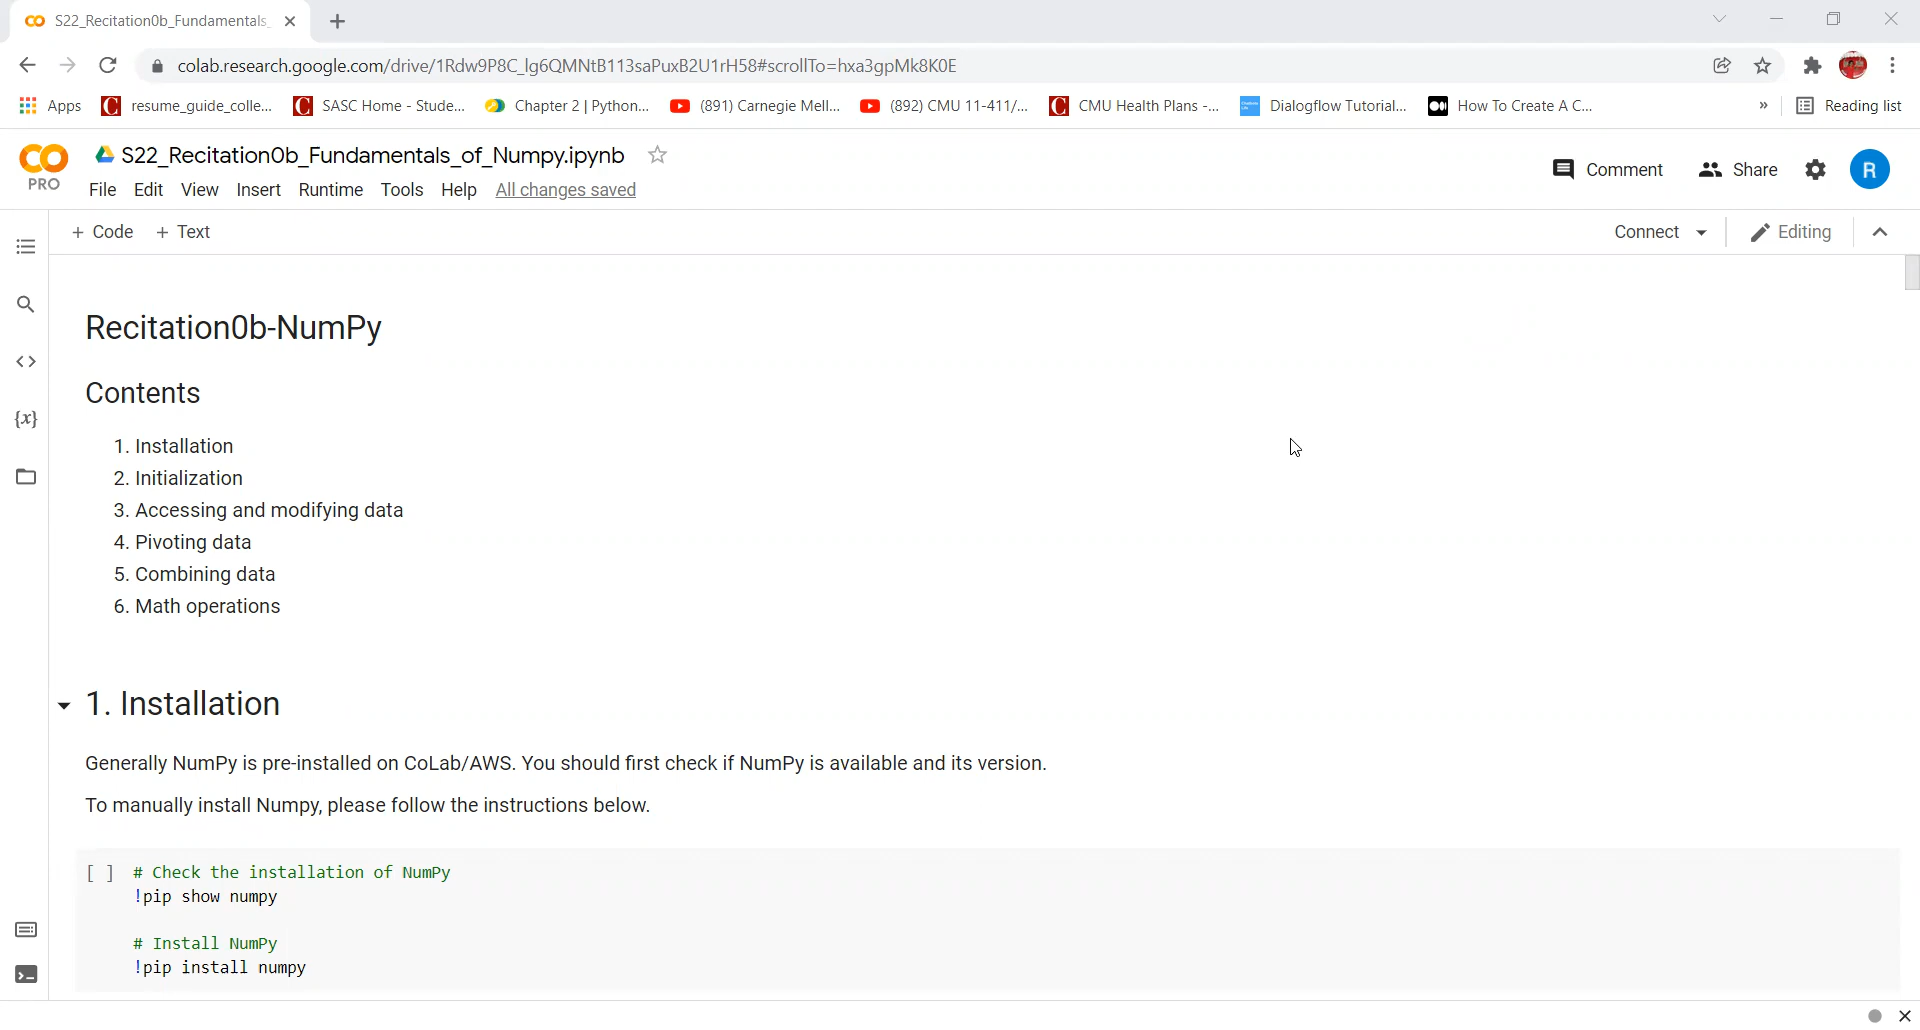 S22_Recitation0b_Fundamentals_
colab.research.google.com/drive/1Rdw9P8C_lg6QMNtB113saPuxB2U1rH58#scrollTo=hxa3gpMk8K0E
Apps resume_guide_colle... SASC Home - Stude... Chapter 2 | Python... (891) Carnegie Mell... (892) CMU 11-411/... CMU Health Plans -... Dialogflow Tutorial... How To Create A C... » Reading list
S22_Recitation0b_Fundamentals_of_Numpy.ipynb
PRO
File Edit View Insert Runtime Tools Help All changes saved
Comment Share R
+ Code + Text Connect Editing
Recitation0b-NumPy
Contents
1. Installation
2. Initialization
3. Accessing and modifying data
4. Pivoting data
5. Combining data
6. Math operations
1. Installation
Generally NumPy is pre-installed on CoLab/AWS. You should first check if NumPy is available and its version.
To manually install Numpy, please follow the instructions below.
[ ] # Check the installation of NumPy
!pip show numpy
# Install NumPy
!pip install numpy